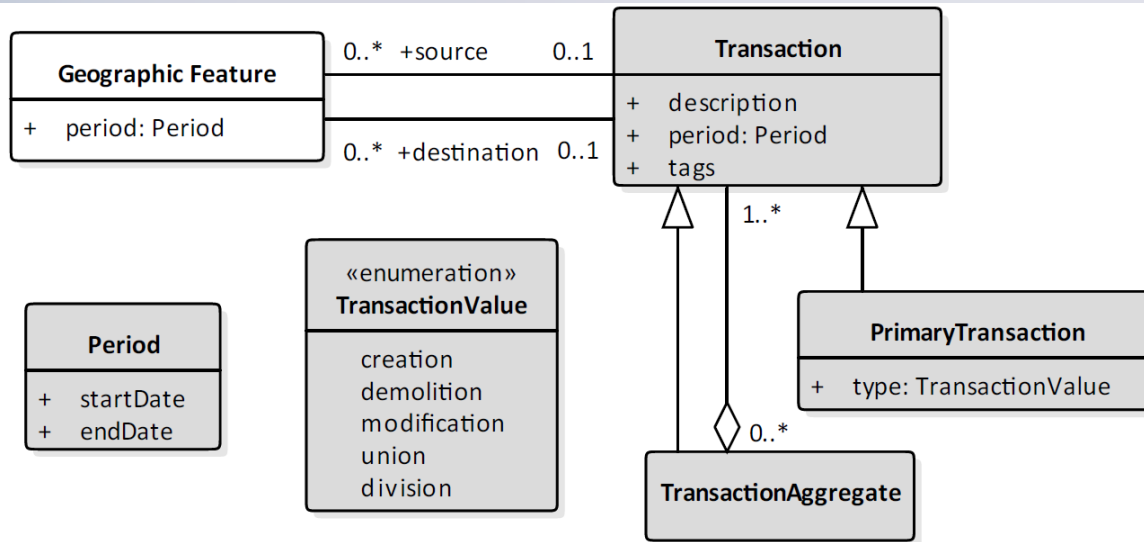 Geographic Feature
+ period: Period
0..* +source 0..1
0..* +destination 0..1
Transaction
+ description
+ period: Period
+ tags
1..*
«enumeration»
TransactionValue
creation
demolition
modification
union
division
Period
+ startDate
+ endDate
PrimaryTransaction
+ type: TransactionValue
0..*
TransactionAggregate